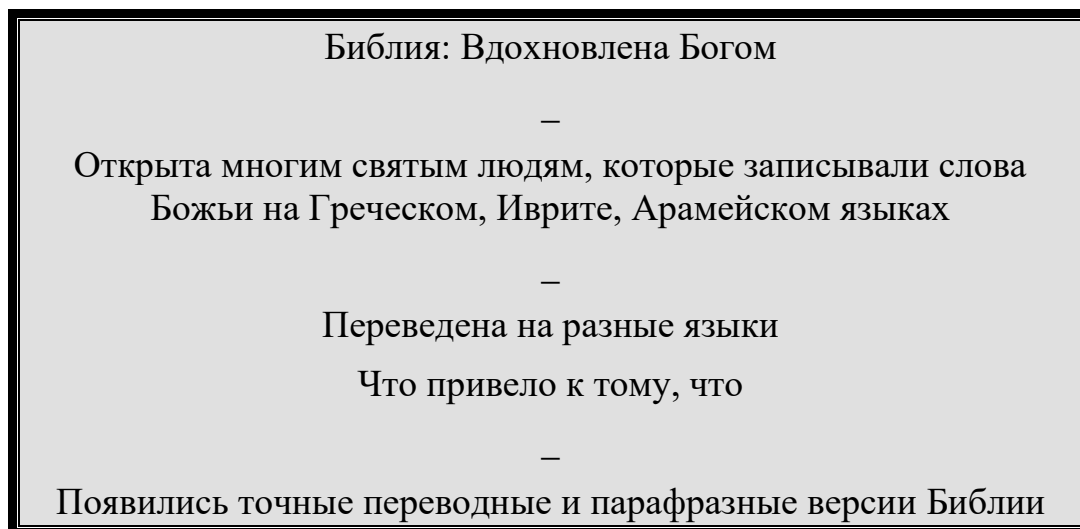 Библия: Вдохновлена Богом
–
Открыта многим святым людям, которые записывали слова
Божьи на Греческом, Иврите, Арамейском языках
–
Переведена на разные языки
Что привело к тому, что
–
Появились точные переводные и парафразные версии Библии